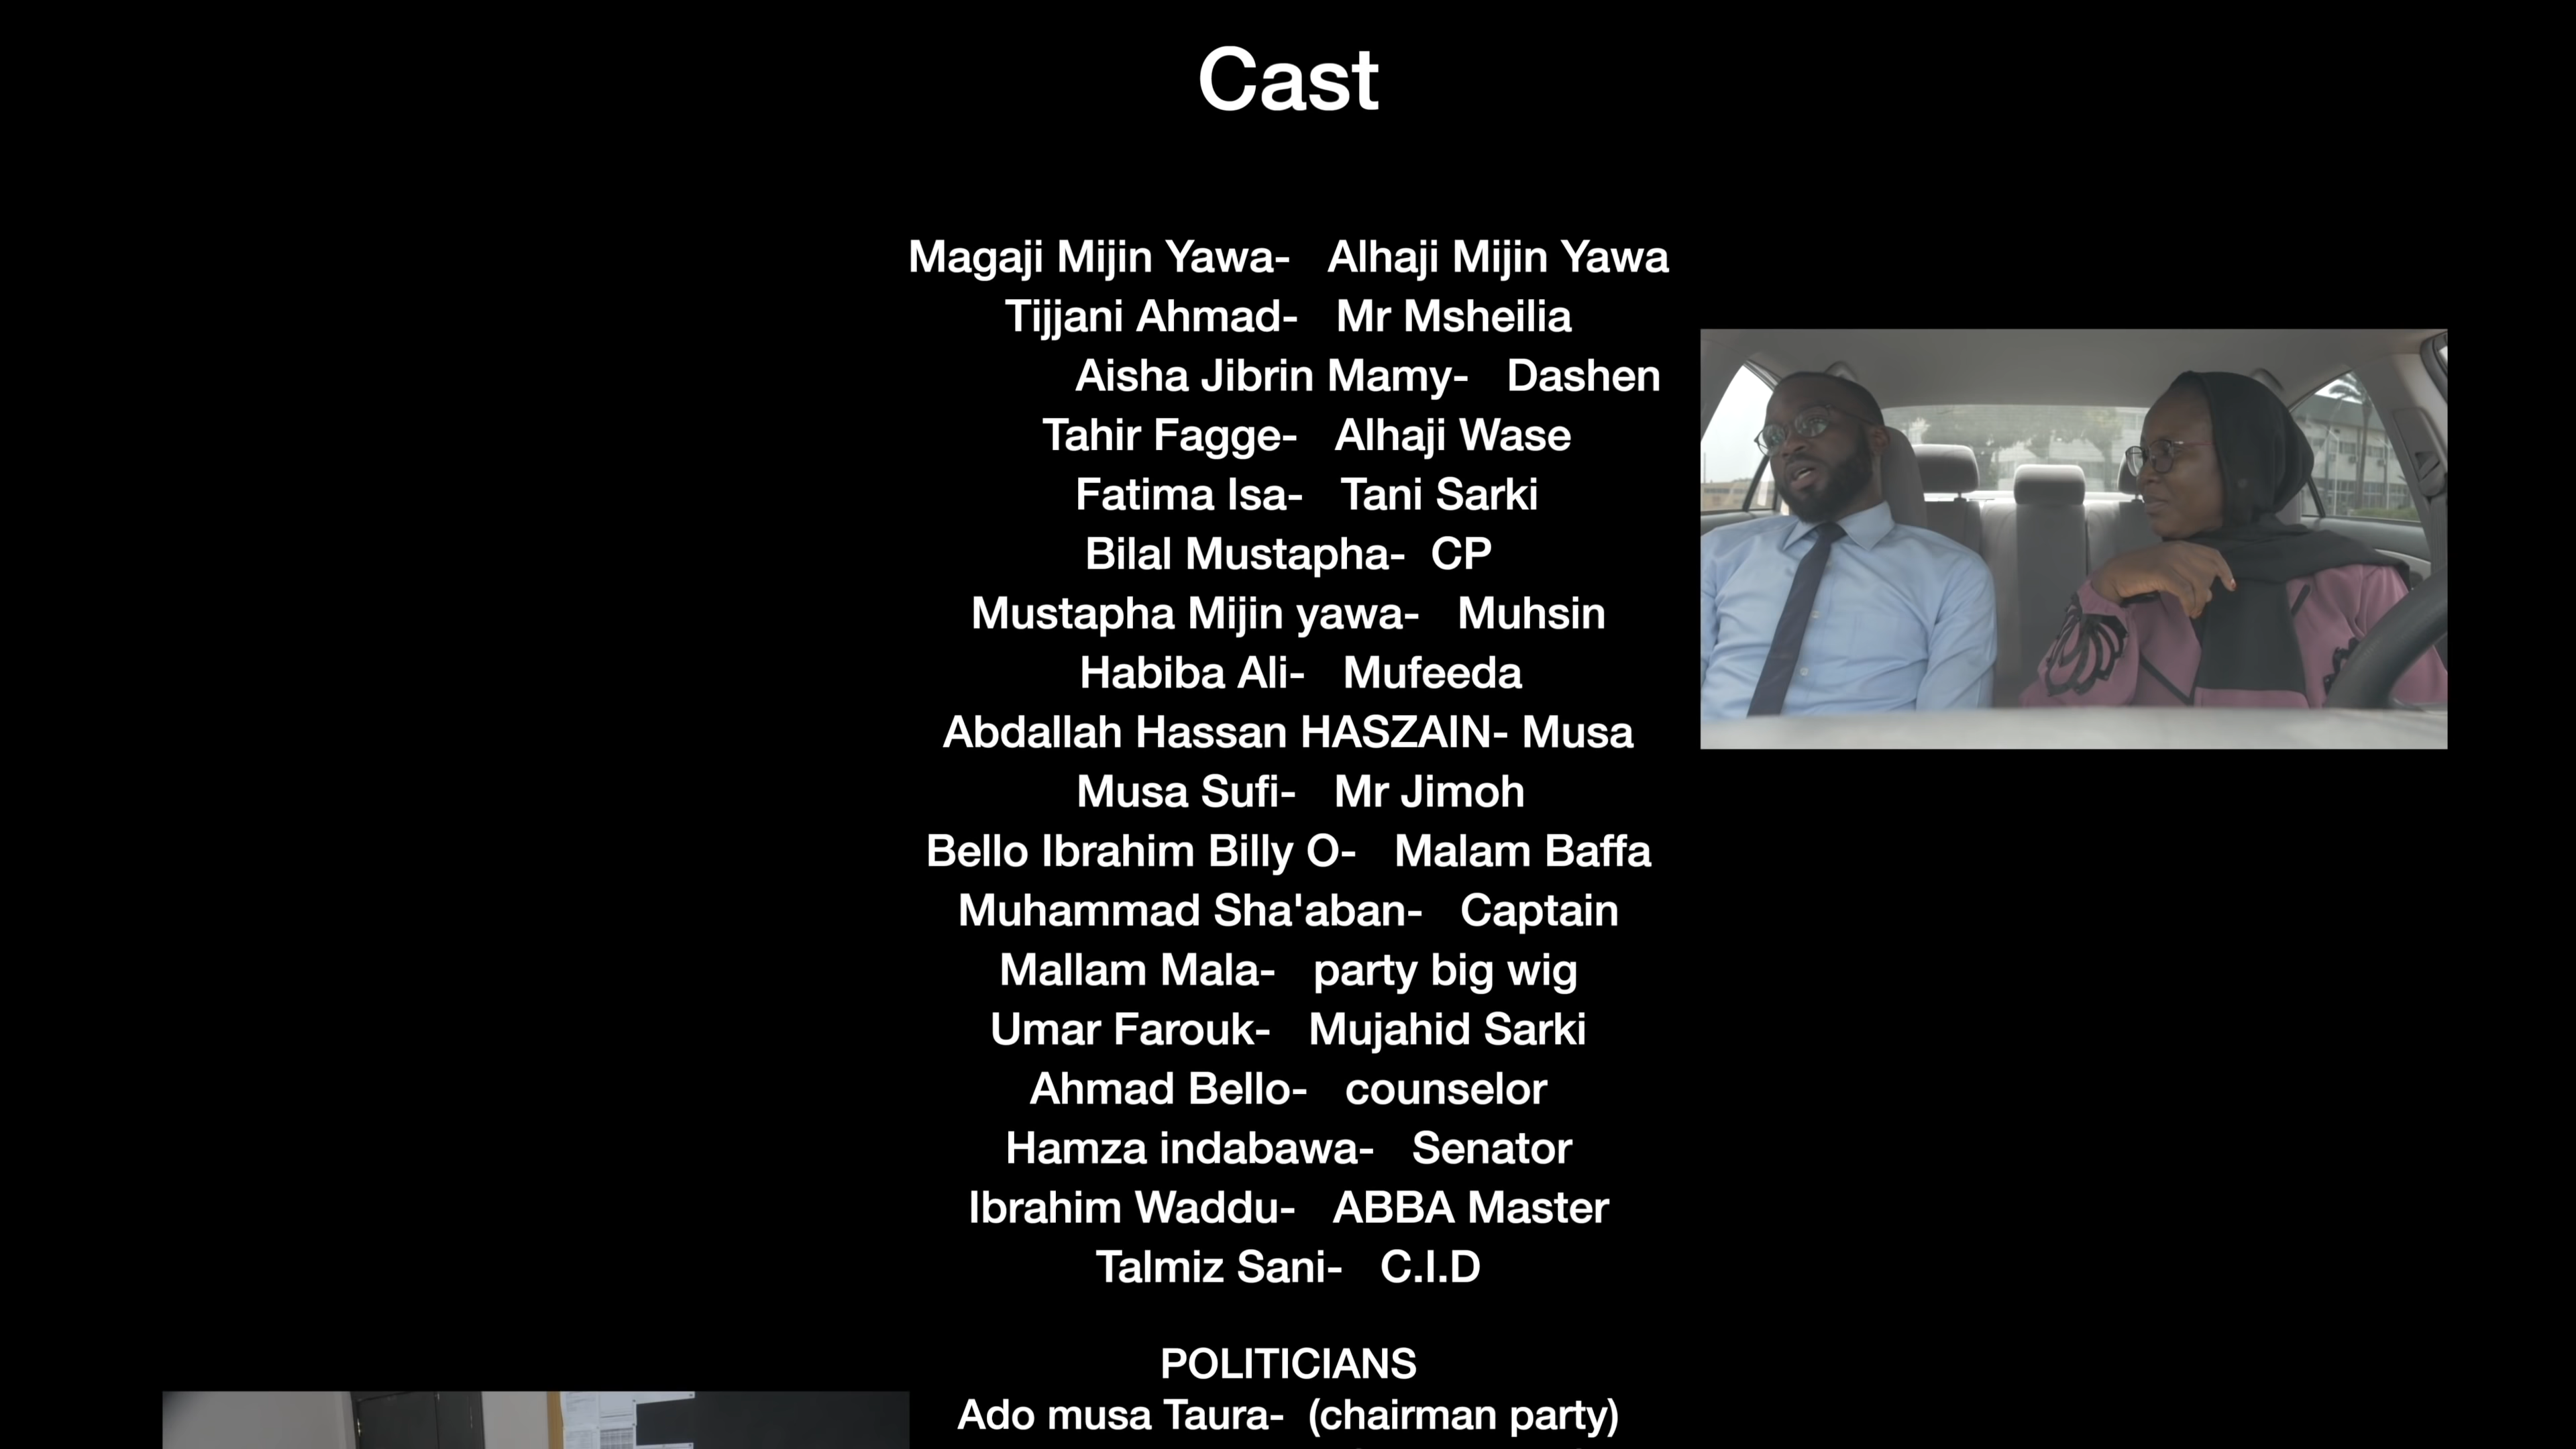 Cast
Magaji Mijin Yawa- Alhaji Mijin Yawa
Tijjani Ahmad- Mr Msheilia
Aisha Jibrin Mamy- Dashen
Tahir Fagge- Alhaji Wase
Fatima Isa- Tani Sarki
Bilal Mustapha- CP
Mustapha Mijin yawa- Muhsin
Habiba Ali- Mufeeda
Abdallah Hassan HASZAIN- Musa
Musa Sufi- Mr Jimoh
Bello Ibrahim Billy O- Malam Baffa
Muhammad Sha'aban- Captain
Mallam Mala- party big wig
Umar Farouk- Mujahid Sarki
Ahmad Bello- counselor
Hamza indabawa- Senator
Ibrahim Waddu- ABBA Master
Talmiz Sani- C.I.D
POLITICIANS
Ado musa Taura- (chairman party)